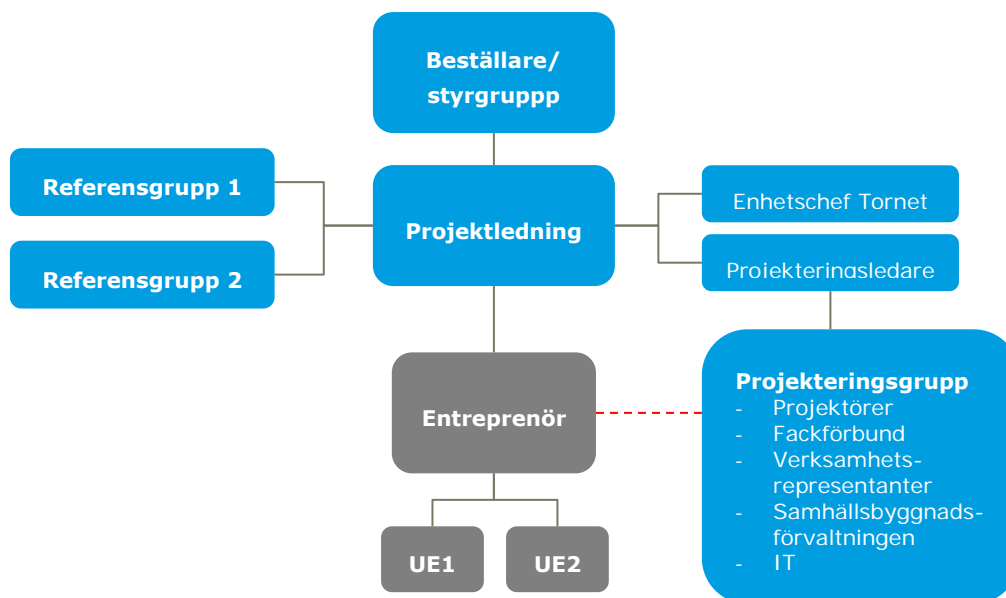 Beställare/
styrgruppp
Referensgrupp 1
Projektledning
Enhetschef Tornet
Referensgrupp 2
Projekteringsledare
Entreprenör
Projekteringsgrupp
- Projektörer
- Fackförbund
- Verksamhets-
representanter
- Samhällsbyggnads-
förvaltningen
- IT
UE1
UE2